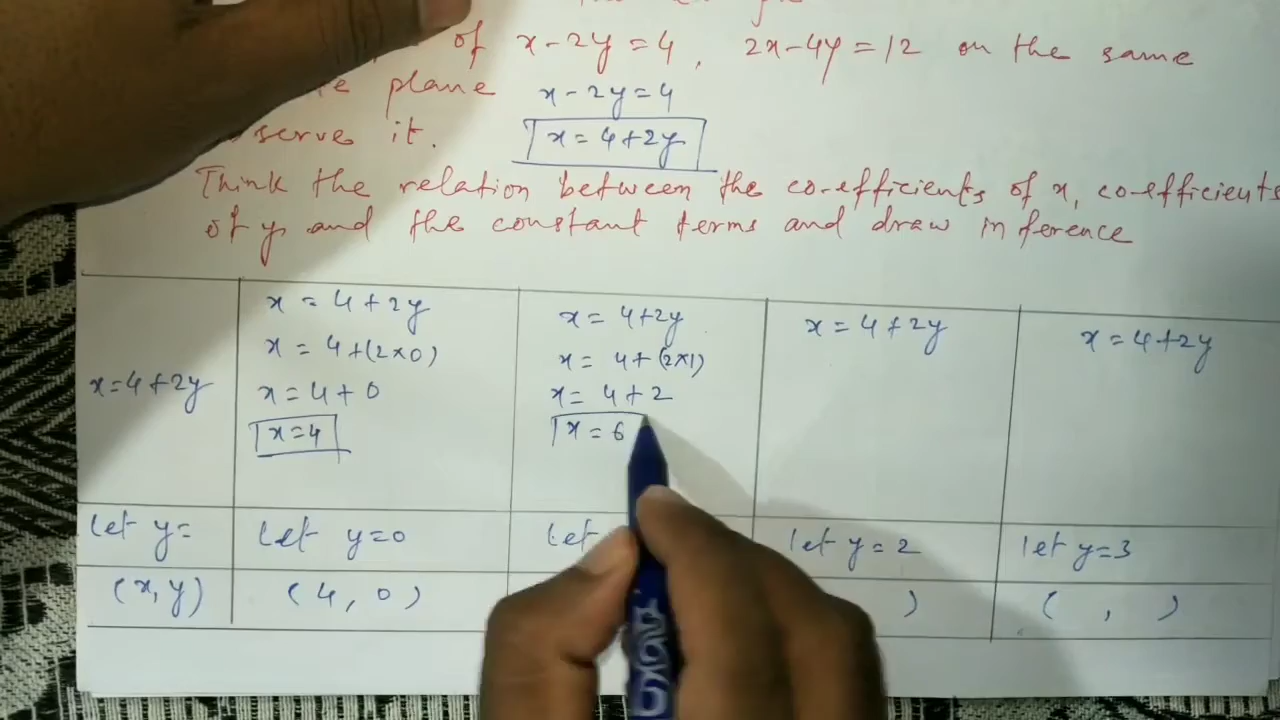 of x-2y=4, 2x-4y=12 on the same
plane x-2y=4
serve it. x=4+2y
Think the relation between the co-efficients of x, co-efficients
of y and the constant terms and draw inference
x=4+2y
x=4+2y
x=4+(2×0)
x=4+0
x=4
x=4+2y
x=4+(2×1)
x=4+2
x=6
x=4+2y
x=4+2y
let y=
Let y=0
let
let y=2
let y=3
(x,y)
(4,0)
)
( , )